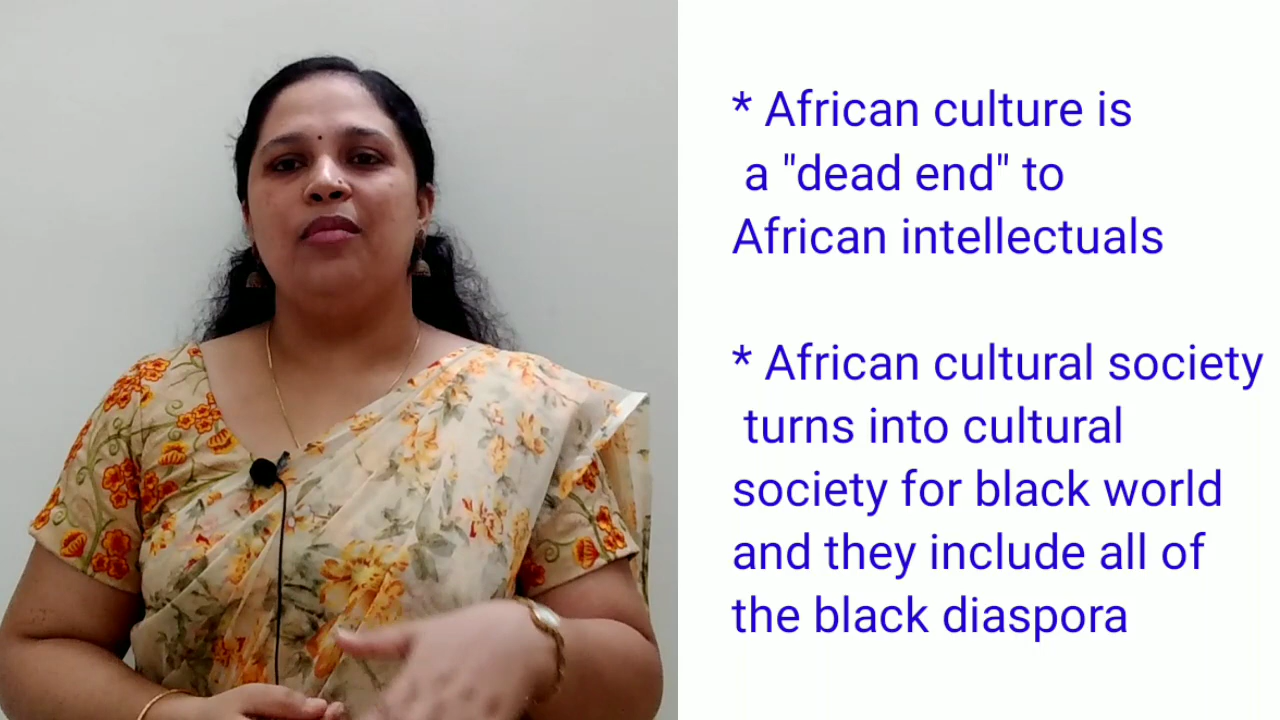 * African culture is
a "dead end" to
African intellectuals
* African cultural society
turns into cultural
society for black world
and they include all of
the black diaspora